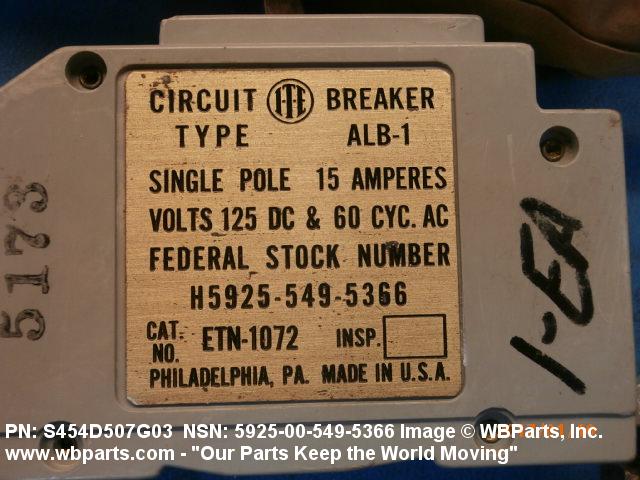 CIRCUIT ITE BREAKER
TYPE ALB-1
SINGLE POLE 15 AMPERES
VOLTS 125 DC & 60 CYC. AC
FEDERAL STOCK NUMBER
H5925-549-5366
CAT. NO. ETN-1072 INSP.
PHILADELPHIA, PA. MADE IN U.S.A.
5173
1-EA
PN: S454D507G03 NSN: 5925-00-549-5366 Image © WBParts, Inc.
www.wbparts.com - "Our Parts Keep the World Moving"